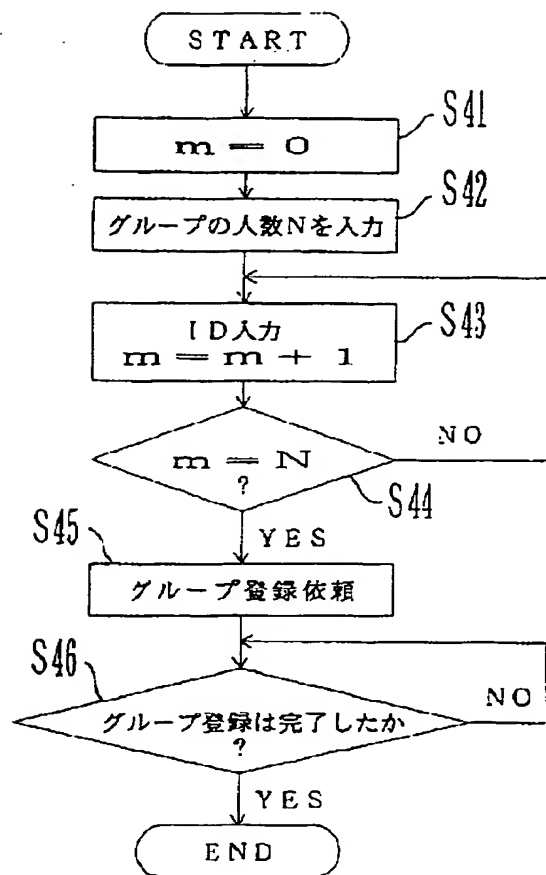 START
S41
m = 0
S42
グループの人数Nを入力
S43
ID入力
m = m + 1
m = N
?
NO
S44
YES
S45
グループ登録依頼
S46
グループ登録は完了したか
?
NO
YES
END